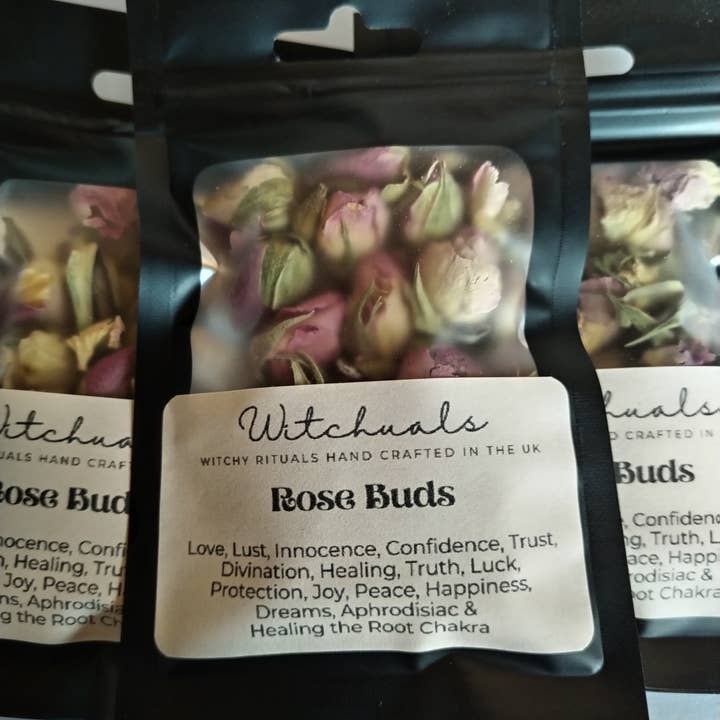 Witchuals
WITCHY RITUALS HAND CRAFTED IN THE UK
Rose Buds
Love, Lust, Innocence, Confidence, Trust,
Divination, Healing, Truth, Luck,
Protection, Joy, Peace, Happiness,
Dreams, Aphrodisiac &
Healing the Root Chakra